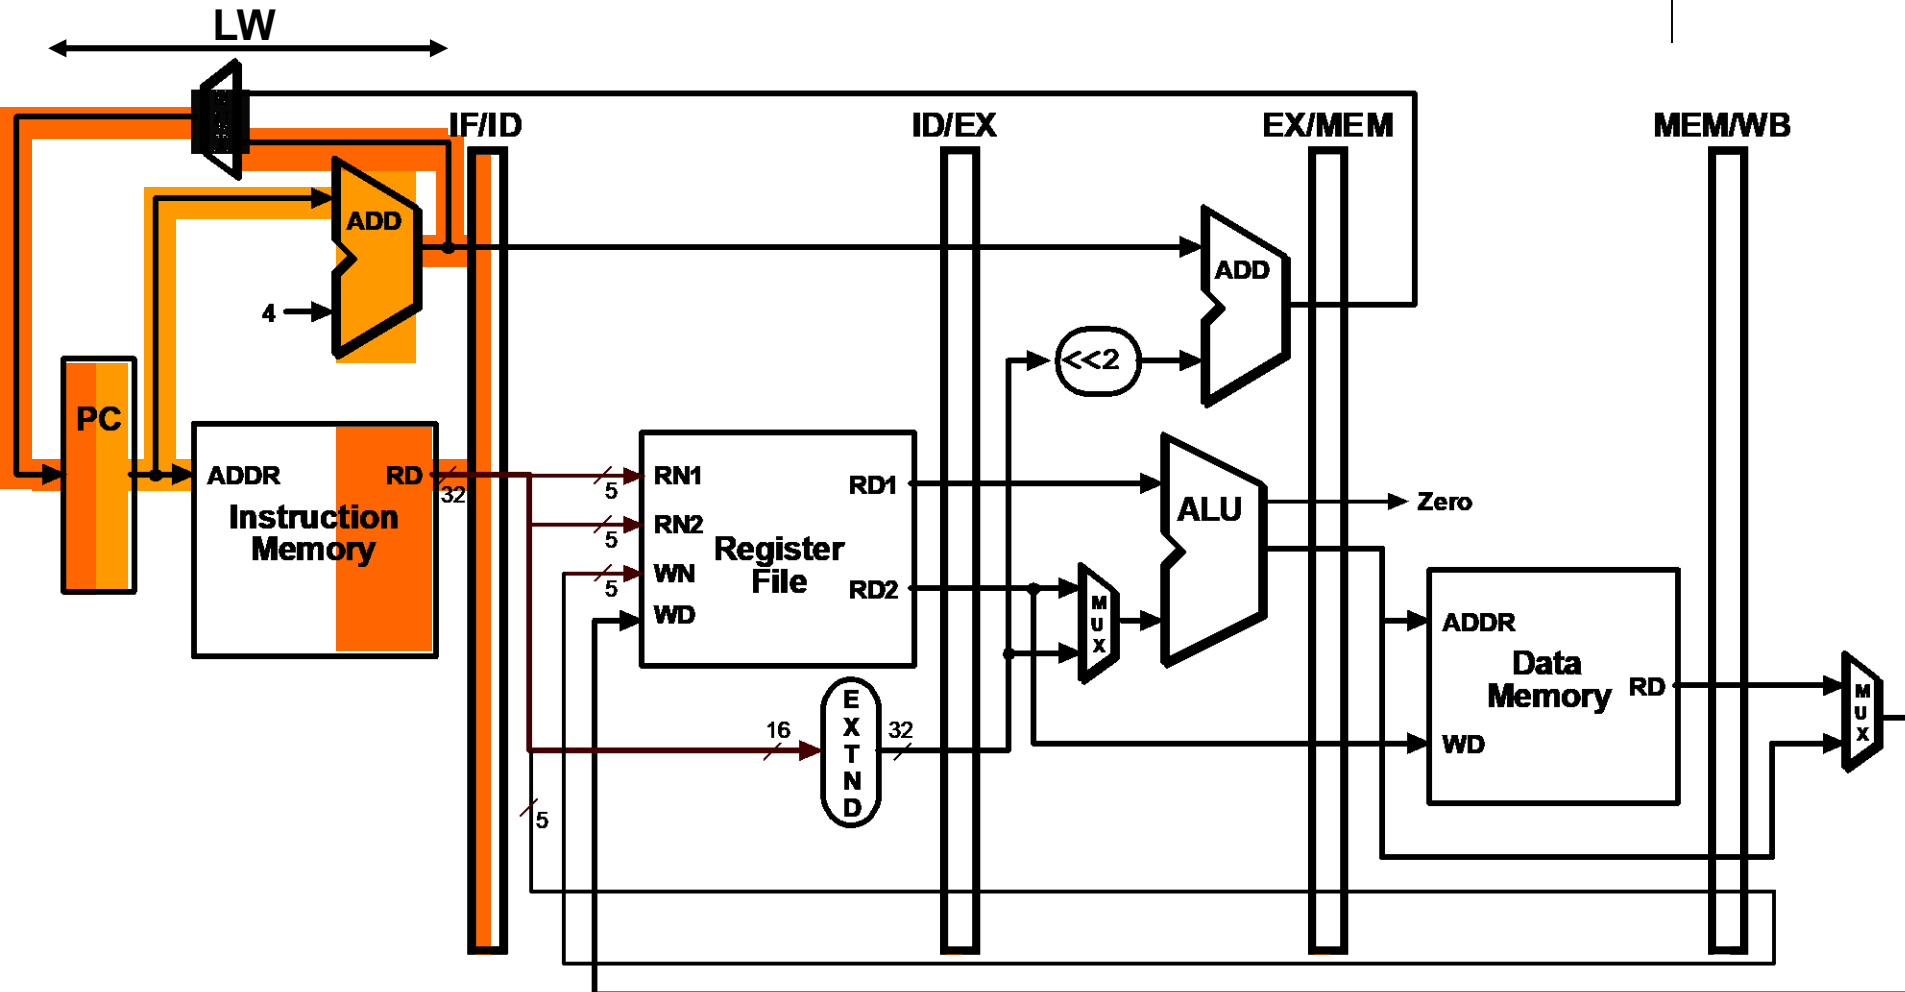 LW
IF/ID
ID/EX
EX/MEM
MEM/WB
ADD
4
ADD
<<2
PC
ADDR
RD
32
Instruction
Memory
5
RN1
5
RN2
5
WN
WD
Register
File
RD1
RD2
16
E
X
T
N
D
32
5
M
U
X
ALU
Zero
ADDR
Data
Memory
RD
WD
M
U
X